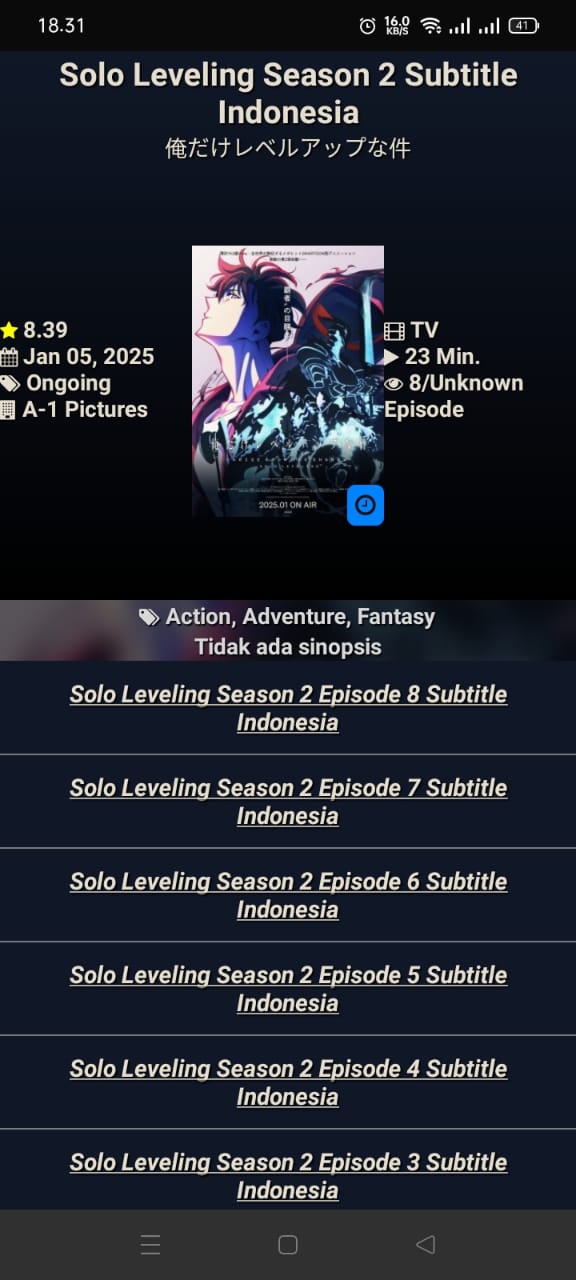 18.31
16.0
KB/S
41
Solo Leveling Season 2 Subtitle
Indonesia
俺だけレベルアップな件
8.39
Jan 05, 2025
Ongoing
A-1 Pictures
TV
23 Min.
8/Unknown
Episode
2025.01 ON AIR
Action, Adventure, Fantasy
Tidak ada sinopsis
Solo Leveling Season 2 Episode 8 Subtitle
Indonesia
Solo Leveling Season 2 Episode 7 Subtitle
Indonesia
Solo Leveling Season 2 Episode 6 Subtitle
Indonesia
Solo Leveling Season 2 Episode 5 Subtitle
Indonesia
Solo Leveling Season 2 Episode 4 Subtitle
Indonesia
Solo Leveling Season 2 Episode 3 Subtitle
Indonesia